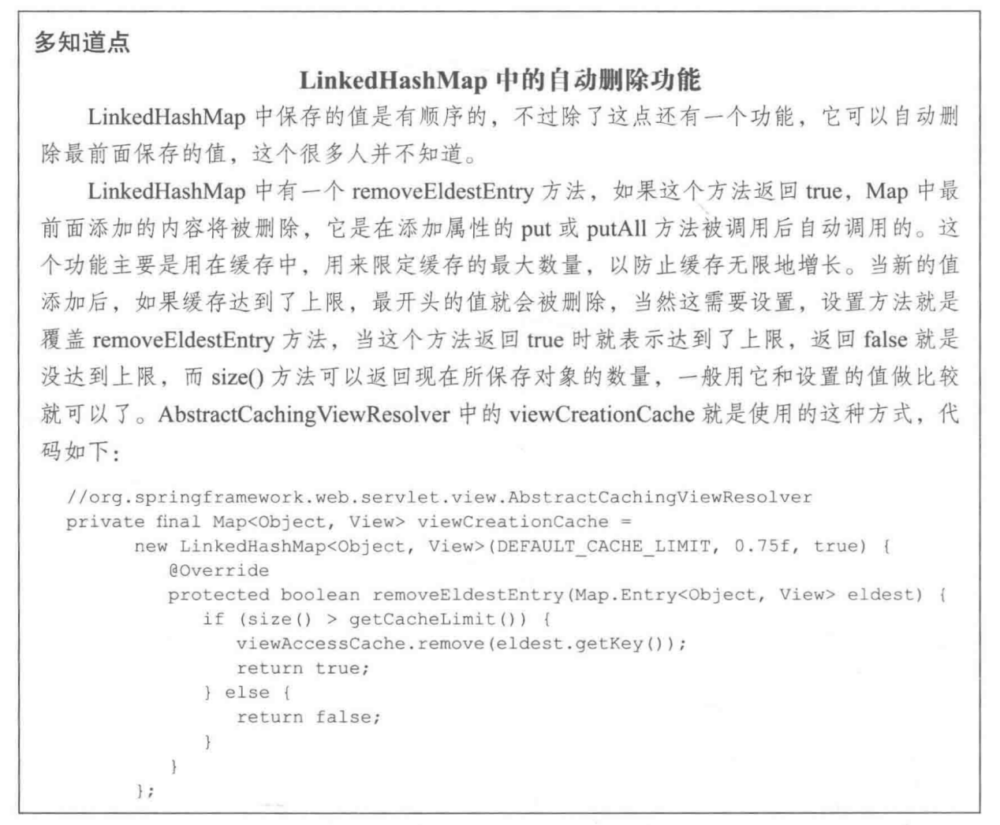 多知道点
LinkedHashMap 中的自动删除功能
LinkedHashMap 中保存的值是有顺序的，不过除了这点还有一个功能，它可以自动删
除最前面保存的值，这个很多人并不知道。
LinkedHashMap 中有一个 removeEldestEntry 方法，如果这个方法返回 true，Map 中最
前面添加的内容将被删除，它是在添加属性的 put 或 putAll 方法被调用后自动调用的。这
个功能主要是用在缓存中，用来限定缓存的最大数量，以防止缓存无限地增长。当新的值
添加后，如果缓存达到了上限，最开头的值就会被删除，当然这需要设置，设置方法就是
覆盖 removeEldestEntry 方法，当这个方法返回 true 时就表示达到了上限，返回 false 就是
没达到上限，而 size() 方法可以返回现在所保存对象的数量，一般用它和设置的值做比较
就可以了。AbstractCachingViewResolver 中的 viewCreationCache 就是使用的这种方式，代
码如下：
//org.springframework.web.servlet.view.AbstractCachingViewResolver
private final Map<Object, View> viewCreationCache =
new LinkedHashMap<Object, View>(DEFAULT_CACHE_LIMIT, 0.75f, true) {
@Override
protected boolean removeEldestEntry(Map.Entry<Object, View> eldest) {
if (size() > getCacheLimit()) {
viewAccessCache.remove(eldest.getKey());
return true;
} else {
return false;
}
}
};